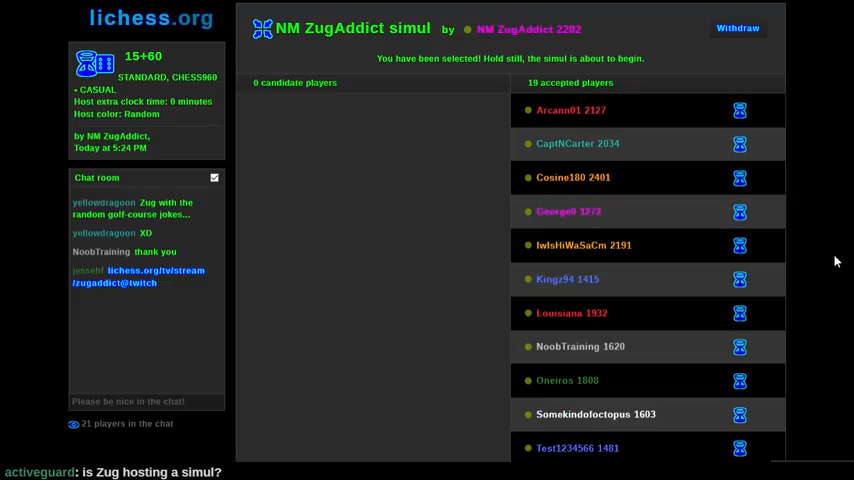 lichess.org
15+60
STANDARD, CHESS960
• CASUAL
Host extra clock time: 0 minutes
Host color: Random
by NM ZugAddict,
Today at 5:24 PM
Chat room
yellowdragoon Zug with the
random golf-course jokes...
yellowdragoon XD
NoobTraining thank you
jessehf lichess.org/tv/stream
/zugaddict@twitch
Please be nice in the chat!
21 players in the chat
NM ZugAddict simul by NM ZugAddict 2202
Withdraw
You have been selected! Hold still, the simul is about to begin.
0 candidate players
19 accepted players
Arcann01 2127
CaptNCarter 2034
Cosine180 2401
George0 1272
IwIsHiWaSaCm 2191
Kingz94 1415
Louisiana 1932
NoobTraining 1620
Oneiros 1808
Somekindofoctopus 1603
Test1234566 1481
activeguard: is Zug hosting a simul?